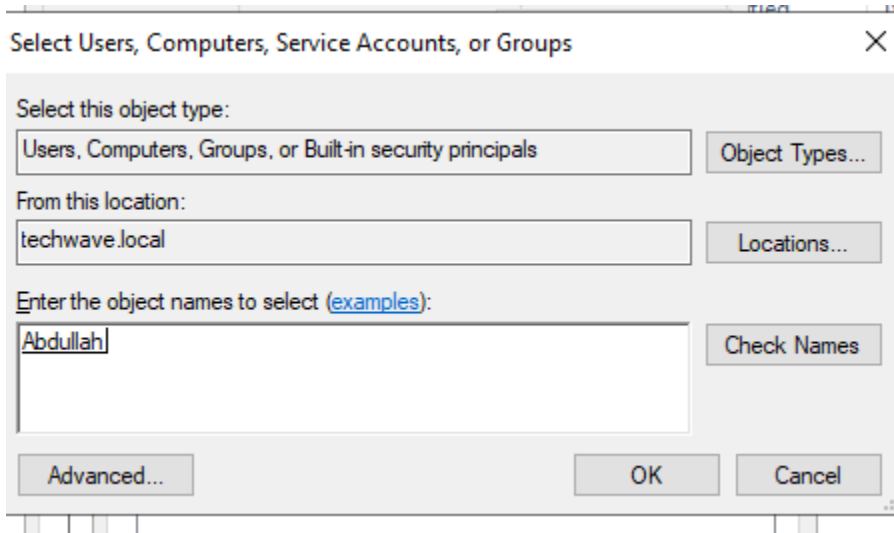 Select Users, Computers, Service Accounts, or Groups
Select this object type:
Users, Computers, Groups, or Built-in security principals
Object Types...
From this location:
techwave.local
Locations...
Enter the object names to select (examples):
Abdullah
Check Names
Advanced...
OK
Cancel